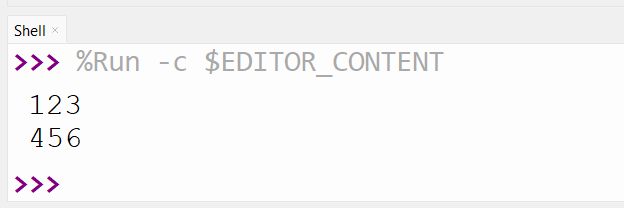 Shell ×
>>> %Run -c $EDITOR_CONTENT
123
456
>>>